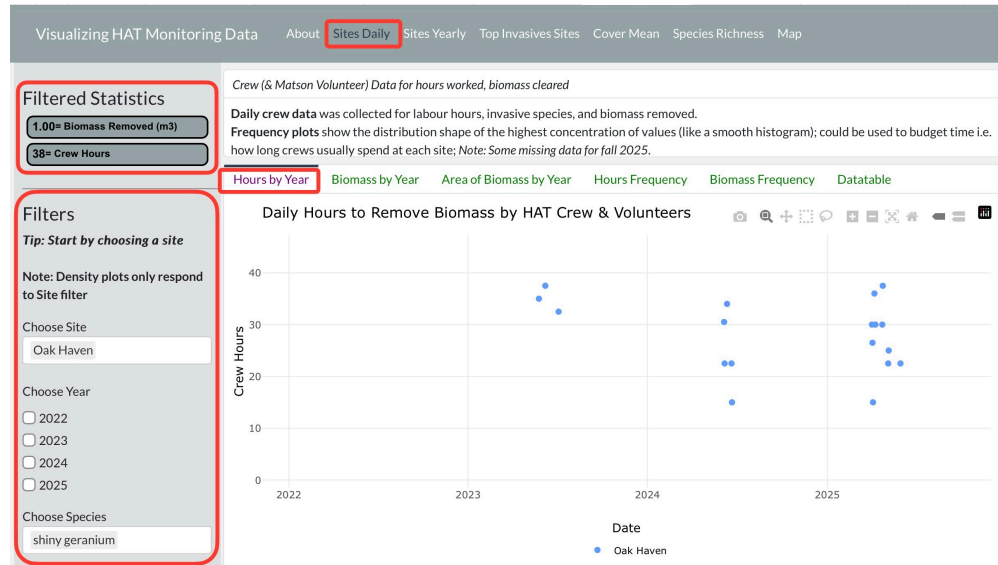 Visualizing HAT Monitoring Data About Sites Daily Sites Yearly Top Invasives Sites Cover Mean Species Richness Map
Filtered Statistics
1.00= Biomass Removed (m3)
38= Crew Hours
Filters
Tip: Start by choosing a site
Note: Density plots only respond
to Site filter
Choose Site
Oak Haven
Choose Year
2022
2023
2024
2025
Choose Species
shiny geranium
Crew (& Matson Volunteer) Data for hours worked, biomass cleared
Daily crew data was collected for labour hours, invasive species, and biomass removed.
Frequency plots show the distribution shape of the highest concentration of values (like a smooth histogram); could be used to budget time i.e.
how long crews usually spend at each site; Note: Some missing data for fall 2025.
Hours by Year Biomass by Year Area of Biomass by Year Hours Frequency Biomass Frequency Datatable
Daily Hours to Remove Biomass by HAT Crew & Volunteers
Crew Hours
40
30
20
10
0
2022 2023 2024 2025
Date
Oak Haven